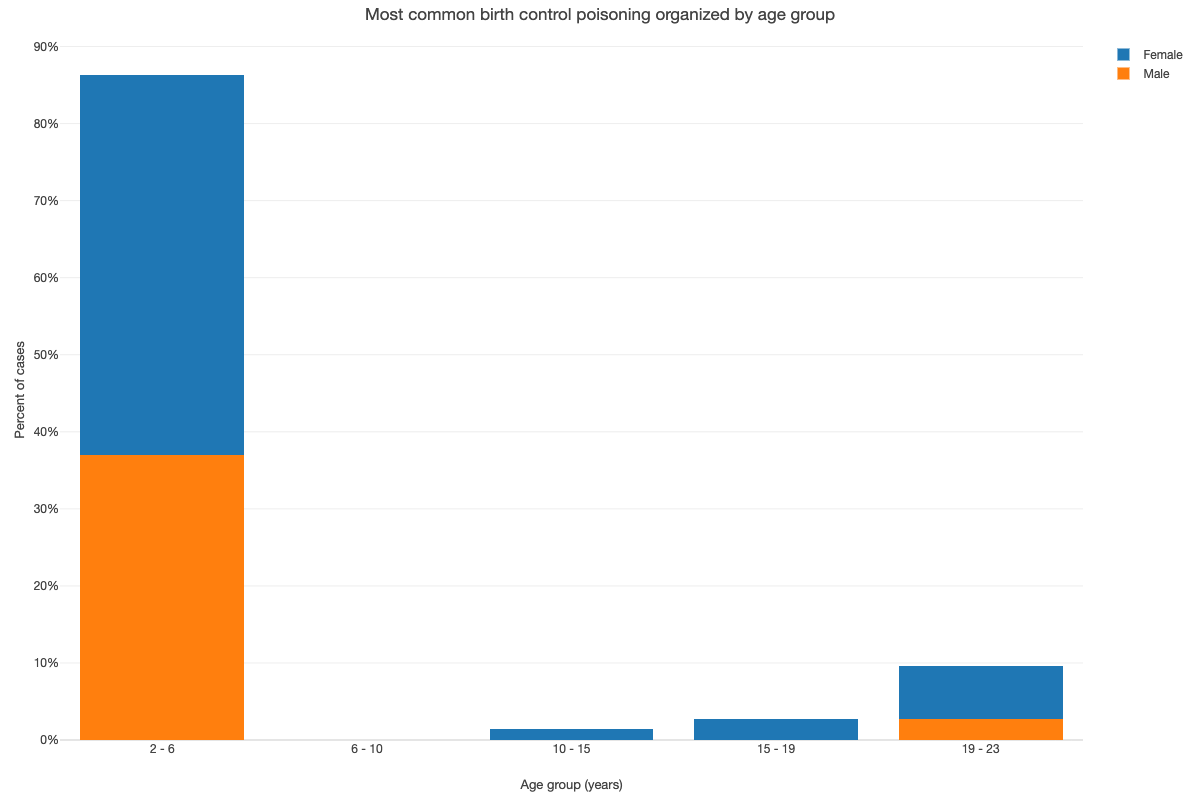 Most common birth control poisoning organized by age group
Female
Male
90%
80%
70%
60%
50%
40%
30%
20%
10%
0%
Percent of cases
2 - 6
6 - 10
10 - 15
15 - 19
19 - 23
Age group (years)